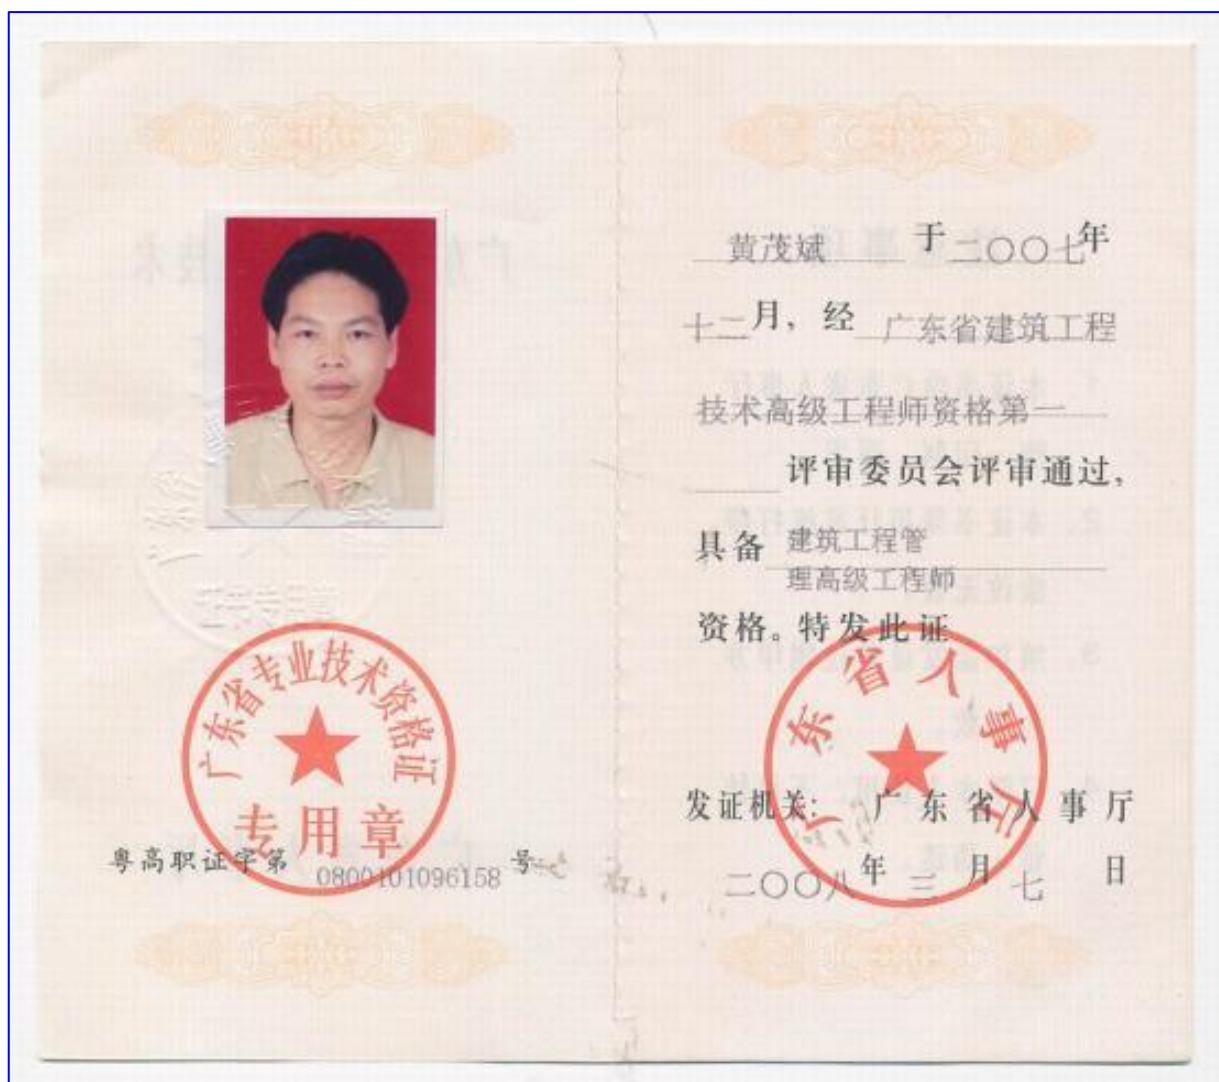 广东省专业技术资格证
专用章
粤高职证字第 0800101096158 号
黄茂斌 于 二〇〇七 年
十二 月，经 广东省建筑工程
技术高级工程师资格第一
评审委员会评审通过，
具备 建筑工程管
理高级工程师
资格。特发此证
广东省人事厅
发证机关： 广东省人事厅
二〇〇八 年 三 月 七 日